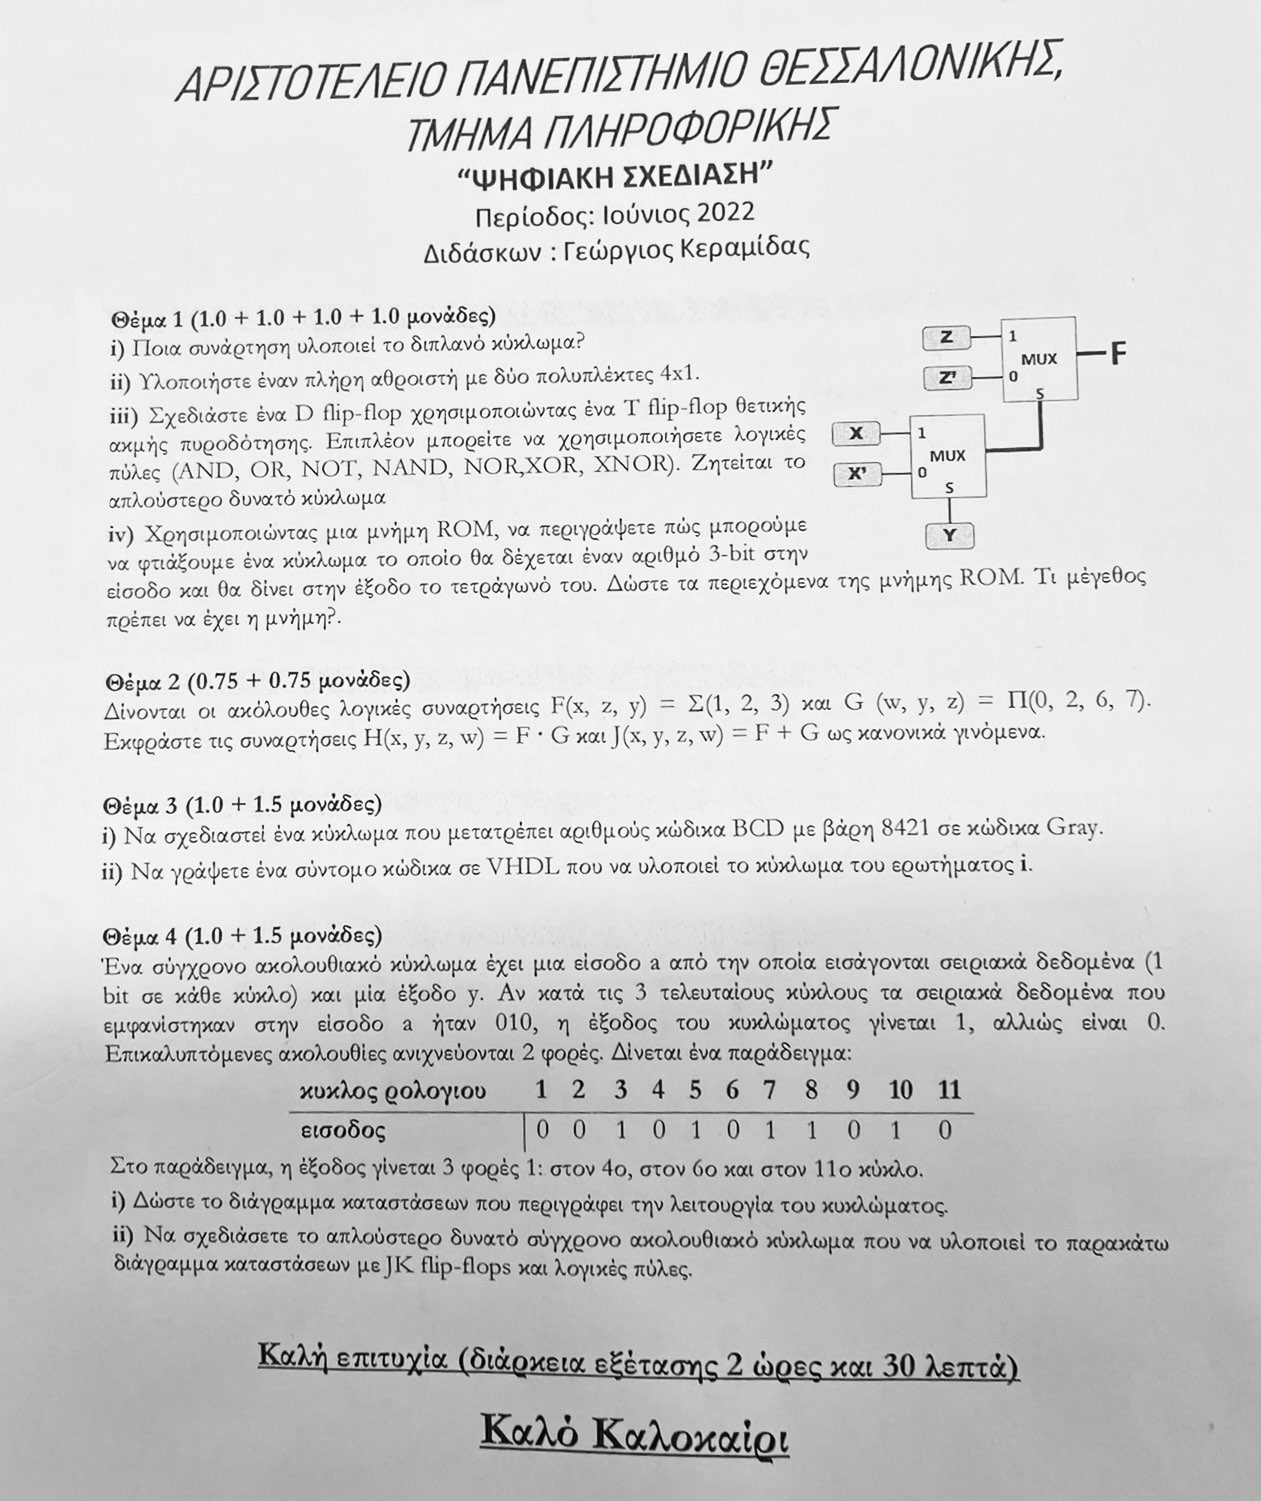 ΑΡΙΣΤΟΤΕΛΕΙΟ ΠΑΝΕΠΙΣΤΗΜΙΟ ΘΕΣΣΑΛΟΝΙΚΗΣ,
ΤΜΗΜΑ ΠΛΗΡΟΦΟΡΙΚΗΣ
“ΨΗΦΙΑΚΗ ΣΧΕΔΙΑΣΗ”
Περίοδος: Ιούνιος 2022
Διδάσκων : Γεώργιος Κεραμίδας
Θέμα 1 (1.0 + 1.0 + 1.0 + 1.0 μονάδες)
i) Ποια συνάρτηση υλοποιεί το διπλανό κύκλωμα?
ii) Υλοποιήστε έναν πλήρη αθροιστή με δύο πολυπλέκτες 4x1.
iii) Σχεδιάστε ένα D flip-flop χρησιμοποιώντας ένα T flip-flop θετικής
ακμής πυροδότησης. Επιπλέον μπορείτε να χρησιμοποιήσετε λογικές
πύλες (AND, OR, NOT, NAND, NOR,XOR, XNOR). Ζητείται το
απλούστερο δυνατό κύκλωμα
Z
1
MUX
F
Z'
0
S
X
1
MUX
X'
0
S
Y
iv) Χρησιμοποιώντας μια μνήμη ROM, να περιγράψετε πώς μπορούμε
να φτιάξουμε ένα κύκλωμα το οποίο θα δέχεται έναν αριθμό 3-bit στην
είσοδο και θα δίνει στην έξοδο το τετράγωνό του. Δώστε τα περιεχόμενα της μνήμης ROM. Τι μέγεθος
πρέπει να έχει η μνήμη?.
Θέμα 2 (0.75 + 0.75 μονάδες)
Δίνονται οι ακόλουθες λογικές συναρτήσεις F(x, z, y) = Σ(1, 2, 3) και G (w, y, z) = Π(0, 2, 6, 7).
Εκφράστε τις συναρτήσεις H(x, y, z, w) = F · G και J(x, y, z, w) = F + G ως κανονικά γινόμενα.
Θέμα 3 (1.0 + 1.5 μονάδες)
i) Να σχεδιαστεί ένα κύκλωμα που μετατρέπει αριθμούς κώδικα BCD με βάρη 8421 σε κώδικα Gray.
ii) Να γράψετε ένα σύντομο κώδικα σε VHDL που να υλοποιεί το κύκλωμα του ερωτήματος i.
Θέμα 4 (1.0 + 1.5 μονάδες)
Ένα σύγχρονο ακολουθιακό κύκλωμα έχει μια είσοδο a από την οποία εισάγονται σειριακά δεδομένα (1
bit σε κάθε κύκλο) και μία έξοδο y. Αν κατά τις 3 τελευταίους κύκλους τα σειριακά δεδομένα που
εμφανίστηκαν στην είσοδο a ήταν 010, η έξοδος του κυκλώματος γίνεται 1, αλλιώς είναι 0.
Επικαλυπτόμενες ακολουθίες ανιχνεύονται 2 φορές. Δίνεται ένα παράδειγμα:
κυκλος ρολογιου 1 2 3 4 5 6 7 8 9 10 11
εισοδος 0 0 1 0 1 0 1 1 0 1 0
Στο παράδειγμα, η έξοδος γίνεται 3 φορές 1: στον 4ο, στον 6ο και στον 11ο κύκλο.
i) Δώστε το διάγραμμα καταστάσεων που περιγράφει την λειτουργία του κυκλώματος.
ii) Να σχεδιάσετε το απλούστερο δυνατό σύγχρονο ακολουθιακό κύκλωμα που να υλοποιεί το παρακάτω
διάγραμμα καταστάσεων με JK flip-flops και λογικές πύλες.
Καλή επιτυχία (διάρκεια εξέτασης 2 ώρες και 30 λεπτά)
Καλό Καλοκαίρι